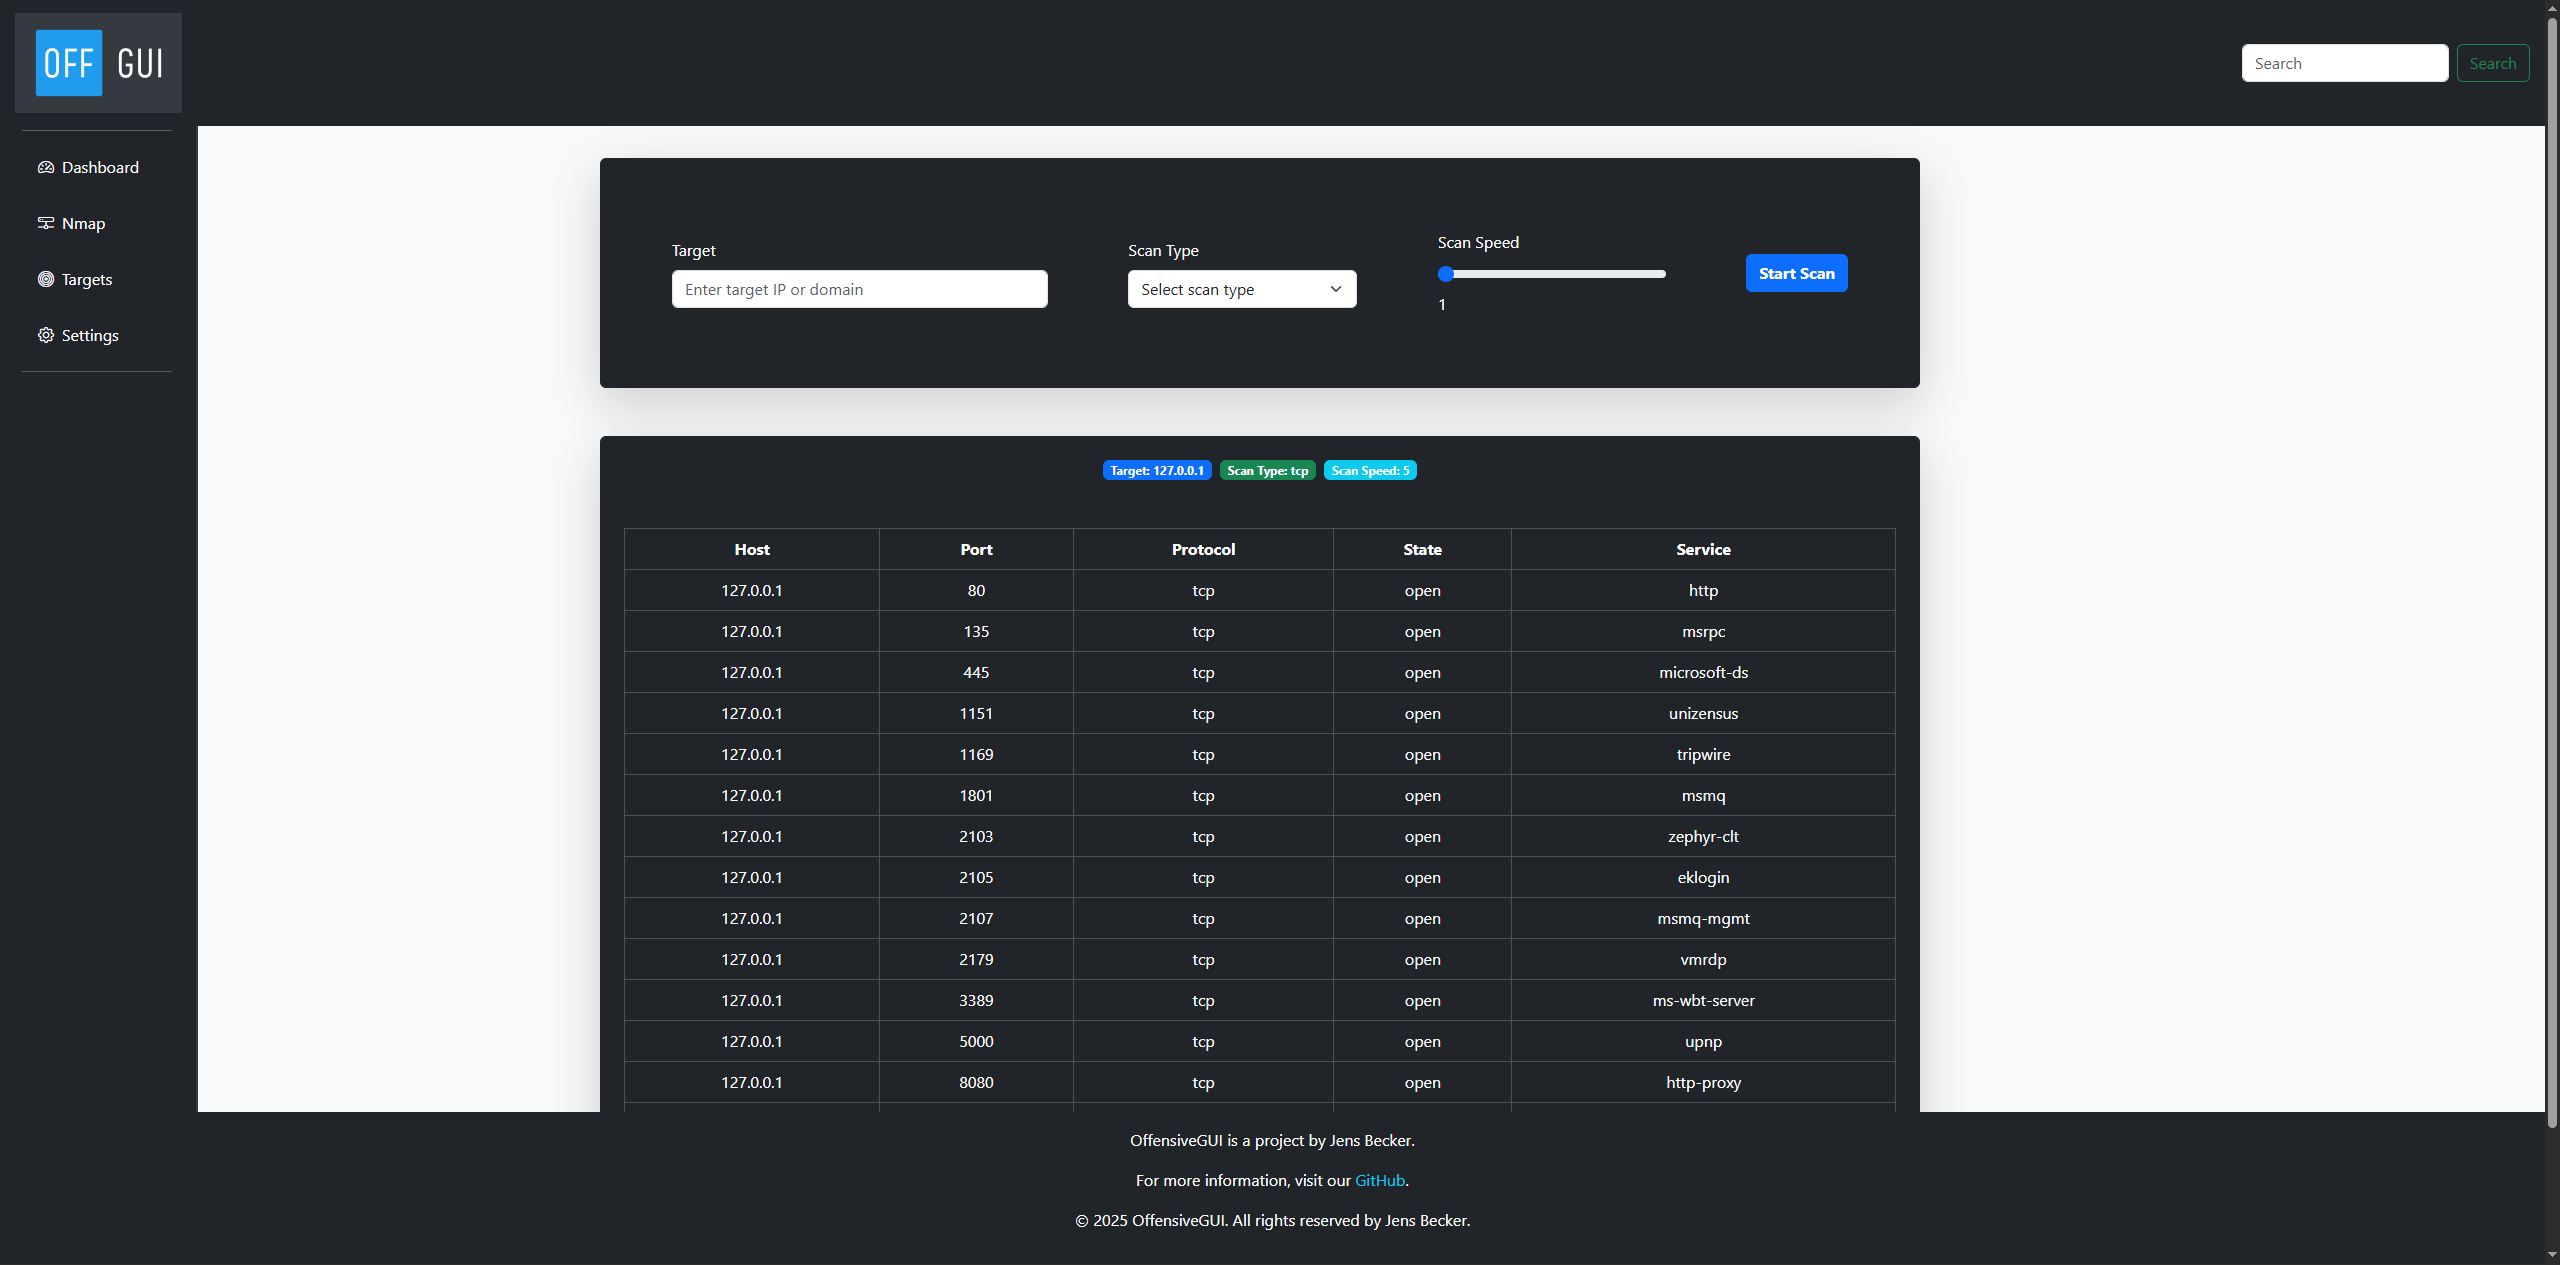 OFF GUI
Search Search
Dashboard
Nmap
Targets
Settings
Target Scan Type Scan Speed
Enter target IP or domain Select scan type Start Scan
1
Target: 127.0.0.1 Scan Type: tcp Scan Speed: 5
Host Port Protocol State Service
127.0.0.1 80 tcp open http
127.0.0.1 135 tcp open msrpc
127.0.0.1 445 tcp open microsoft-ds
127.0.0.1 1151 tcp open unizensus
127.0.0.1 1169 tcp open tripwire
127.0.0.1 1801 tcp open msmq
127.0.0.1 2103 tcp open zephyr-clt
127.0.0.1 2105 tcp open eklogin
127.0.0.1 2107 tcp open msmq-mgmt
127.0.0.1 2179 tcp open vmrdp
127.0.0.1 3389 tcp open ms-wbt-server
127.0.0.1 5000 tcp open upnp
127.0.0.1 8080 tcp open http-proxy
OffensiveGUI is a project by Jens Becker.
For more information, visit our GitHub.
© 2025 OffensiveGUI. All rights reserved by Jens Becker.